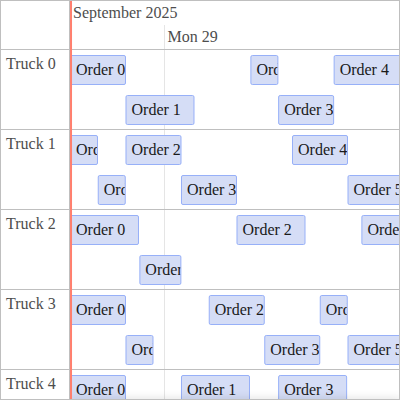 September 2025
Mon 29
Truck 0
Order 0
Orc
Order 4
Order 1
Order 3
Truck 1
Orc
Order 2
Order 4
Orc
Order 3
Order 5
Truck 2
Order 0
Order 2
Orde
Order
Truck 3
Order 0
Order 2
Orc
Orc
Order 3
Order 5
Truck 4
Order 0
Order 1
Order 3